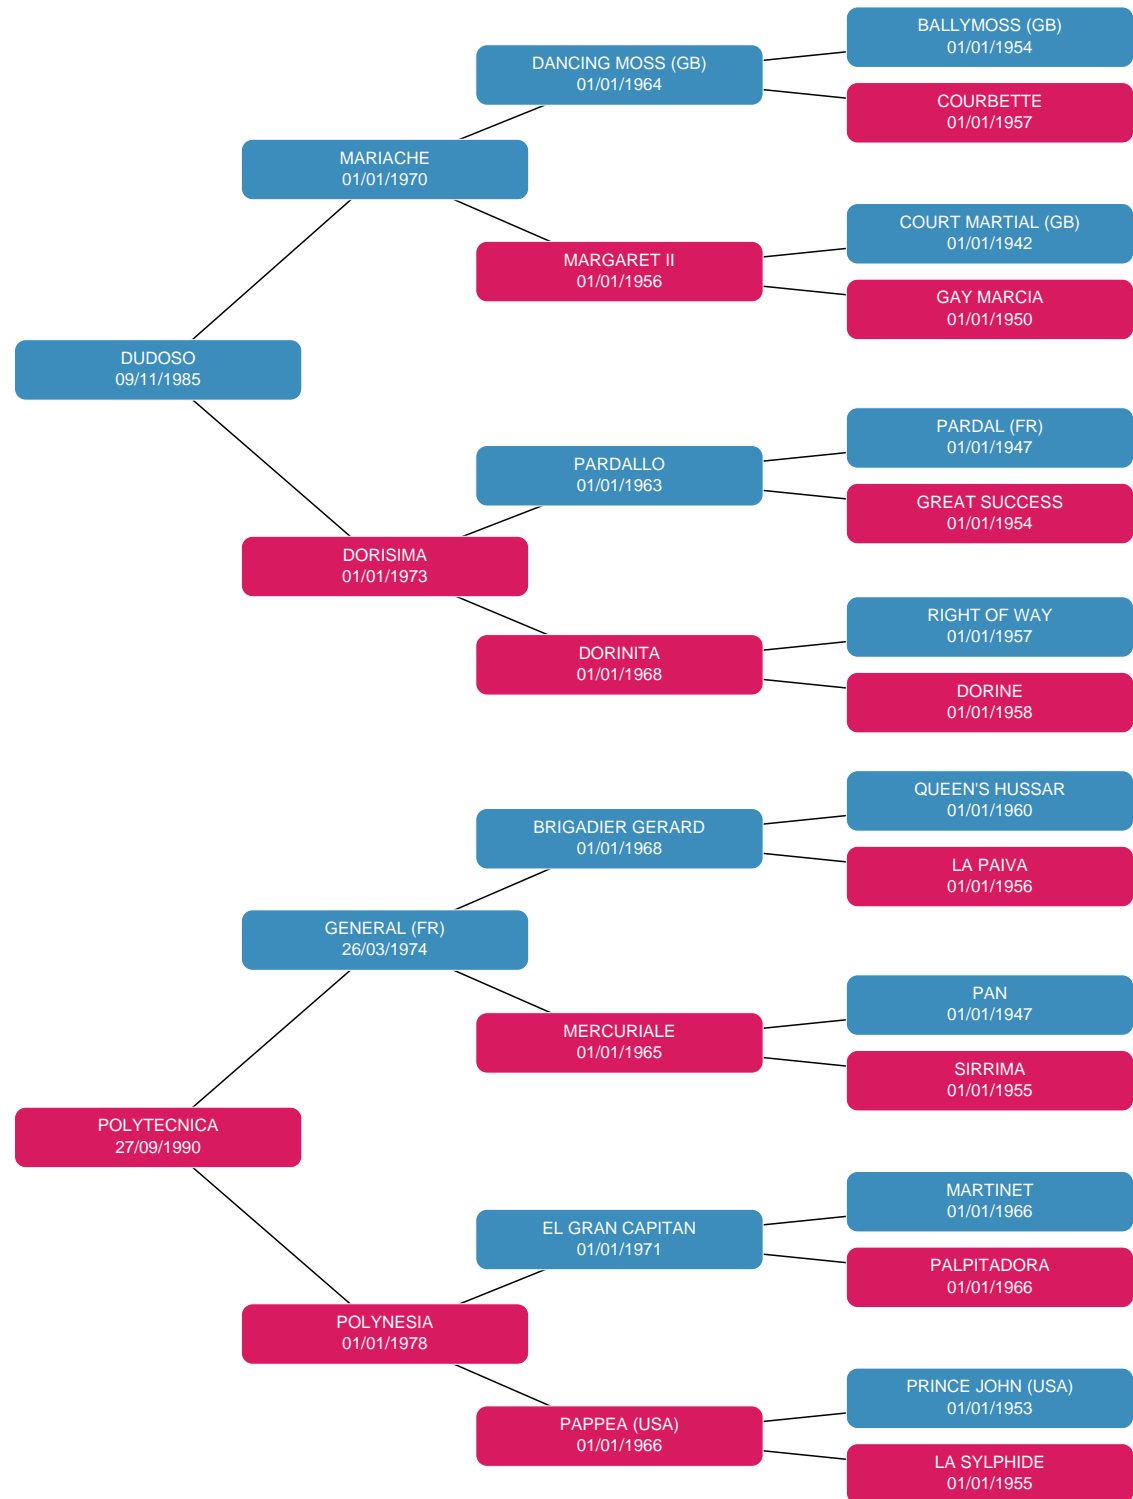 BALLYMOSS (GB)
01/01/1954
DANCING MOSS (GB)
01/01/1964
COURBETTE
01/01/1957
MARIACHE
01/01/1970
COURT MARTIAL (GB)
01/01/1942
MARGARET II
01/01/1956
GAY MARCIA
01/01/1950
DUDOSO
09/11/1985
PARDAL (FR)
01/01/1947
PARDALLO
01/01/1963
GREAT SUCCESS
01/01/1954
DORISIMA
01/01/1973
RIGHT OF WAY
01/01/1957
DORINITA
01/01/1968
DORINE
01/01/1958
QUEEN'S HUSSAR
01/01/1960
BRIGADIER GERARD
01/01/1968
LA PAIVA
01/01/1956
GENERAL (FR)
26/03/1974
PAN
01/01/1947
MERCURIALE
01/01/1965
SIRRIMA
01/01/1955
POLYTECNICA
27/09/1990
MARTINET
01/01/1966
EL GRAN CAPITAN
01/01/1971
PALPITADORA
01/01/1966
POLYNESIA
01/01/1978
PRINCE JOHN (USA)
01/01/1953
PAPPEA (USA)
01/01/1966
LA SYLPHIDE
01/01/1955